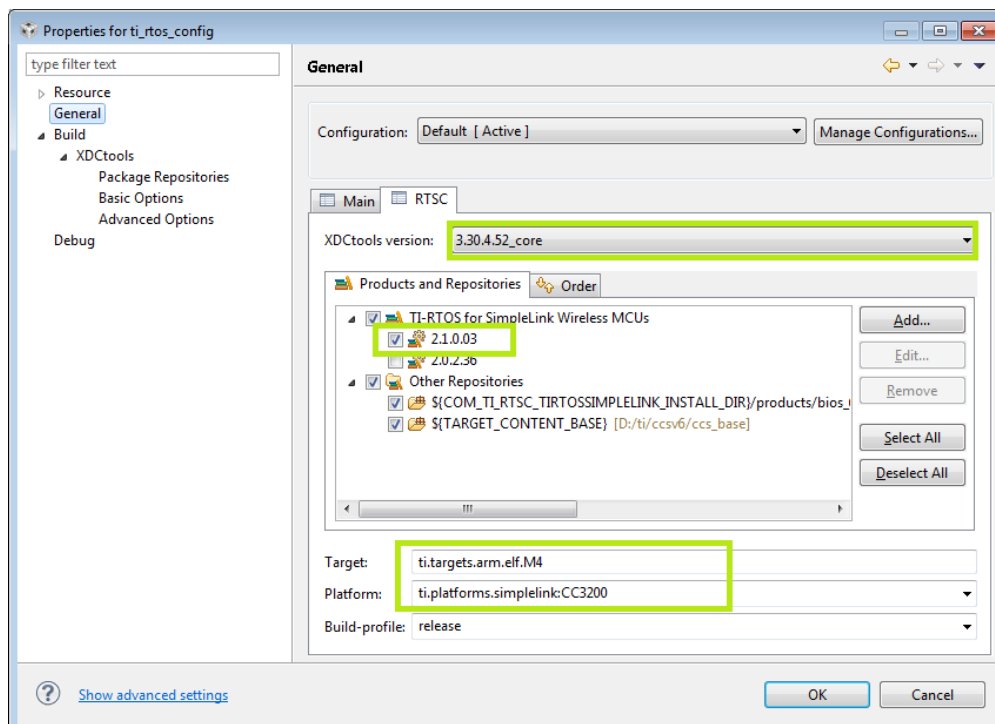 Properties for ti_rtos_config
type filter text
Resource
General
Build
XDCtools
Package Repositories
Basic Options
Advanced Options
Debug
General
Configuration: Default [ Active ] Manage Configurations...
Main RTSC
XDCtools version: 3.30.4.52_core
Products and Repositories Order
TI-RTOS for SimpleLink Wireless MCUs
2.1.0.03
2.0.2.36
Other Repositories
${COM_TI_RTSC_TIRTOSSIMPLELINK_INSTALL_DIR}/products/bios_
${TARGET_CONTENT_BASE} [D:/ti/ccsv6/ccs_base]
Add...
Edit...
Remove
Select All
Deselect All
Target: ti.targets.arm.elf.M4
Platform: ti.platforms.simplelink:CC3200
Build-profile: release
Show advanced settings
OK Cancel